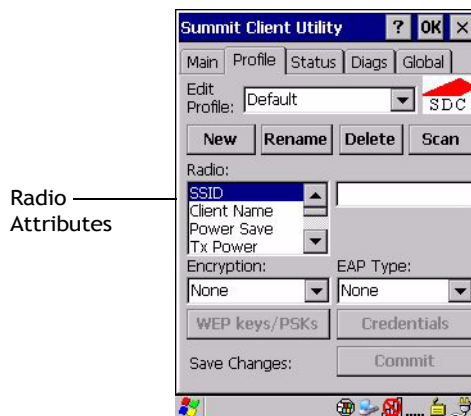 Summit Client Utility ? OK ×
Main Profile Status Diags Global
Edit Profile: Default
SDC
New Rename Delete Scan
Radio:
SSID
Client Name
Power Save
Tx Power
Radio Attributes
Encryption: EAP Type:
None None
WEP keys/PSKs Credentials
Save Changes: Commit